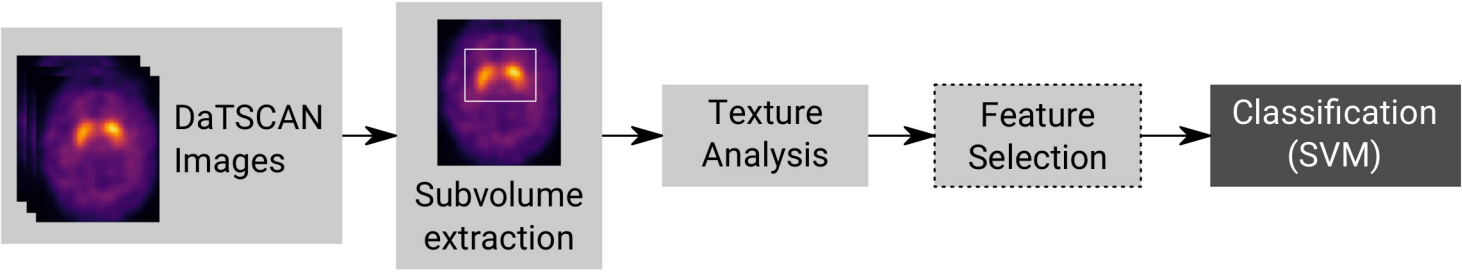 DaTSCAN
Images
Subvolume
extraction
Texture
Analysis
Feature
Selection
Classification
(SVM)